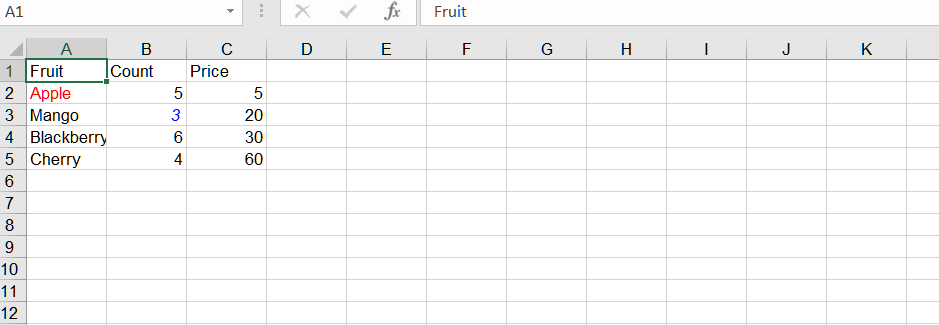 A1 fx Fruit
A B C D E F G H I J K
1 Fruit Count Price
2 Apple 5 5
3 Mango 3 20
4 Blackberry 6 30
5 Cherry 4 60
6
7
8
9
10
11
12